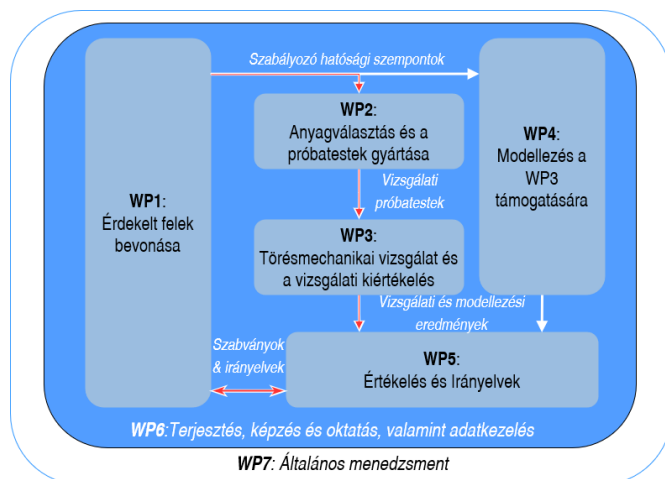 Szabályozó hatósági szempontok
WP2:
Anyagválasztás és a
próbatestek gyártása
WP4:
Modellezés a
WP3
támogatására
Vizsgálati
próbatestek
WP1:
Érdekelt felek
bevonása
WP3:
Törésmechanikai vizsgálat és
a vizsgálati kiértékelés
Vizsgálati és modellezési
eredmények
Szabványok
& irányelvek
WP5:
Értékelés és Irányelvek
WP6:Terjesztés, képzés és oktatás, valamint adatkezelés
WP7: Általános menedzsment